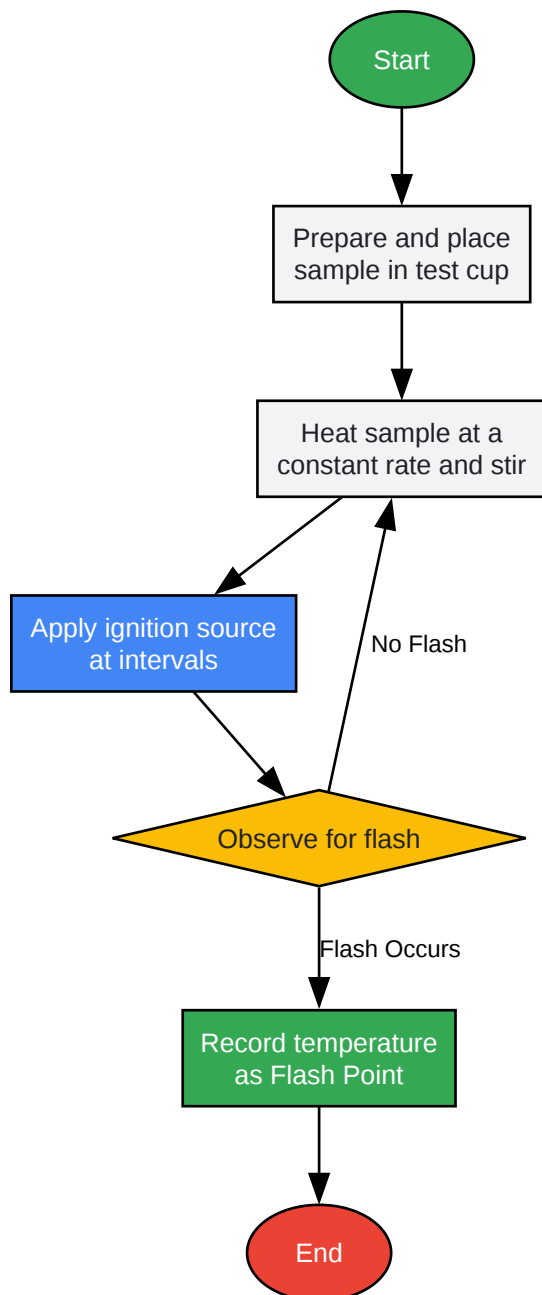 Start
Prepare and place
sample in test cup
Heat sample at a
constant rate and stir
Apply ignition source
at intervals
No Flash
Observe for flash
Flash Occurs
Record temperature
as Flash Point
End